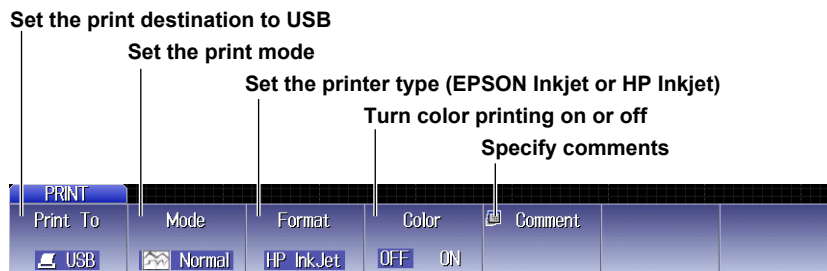 Set the print destination to USB
Set the print mode
Set the printer type (EPSON Inkjet or HP Inkjet)
Turn color printing on or off
Specify comments
PRINT
Print To Mode Format Color Comment
USB Normal HP InkJet OFF ON